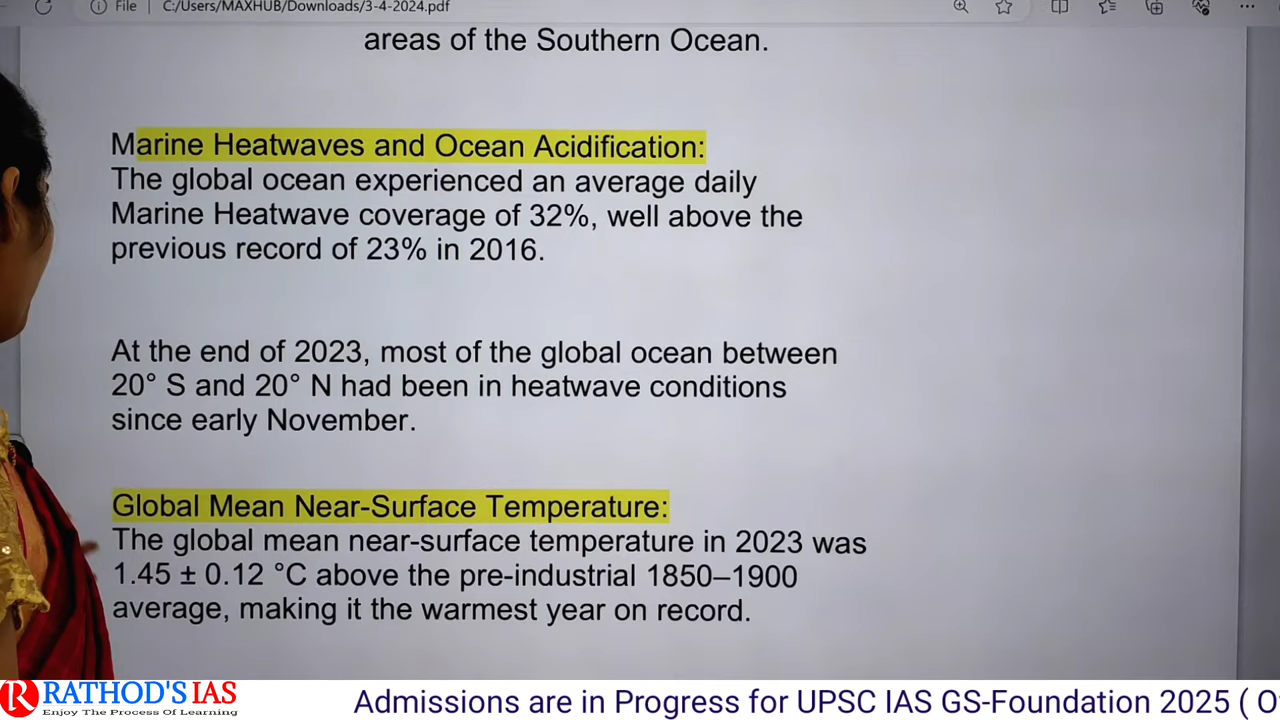 File
C:/Users/MAXHUB/Downloads/3-4-2024.pdf
areas of the Southern Ocean.
Marine Heatwaves and Ocean Acidification:
The global ocean experienced an average daily
Marine Heatwave coverage of 32%, well above the
previous record of 23% in 2016.
At the end of 2023, most of the global ocean between
20° S and 20° N had been in heatwave conditions
since early November.
Global Mean Near-Surface Temperature:
The global mean near-surface temperature in 2023 was
1.45 ± 0.12 °C above the pre-industrial 1850–1900
average, making it the warmest year on record.
R RATHOD'S IAS
Enjoy The Process Of Learning
Admissions are in Progress for UPSC IAS GS-Foundation 2025 ( O